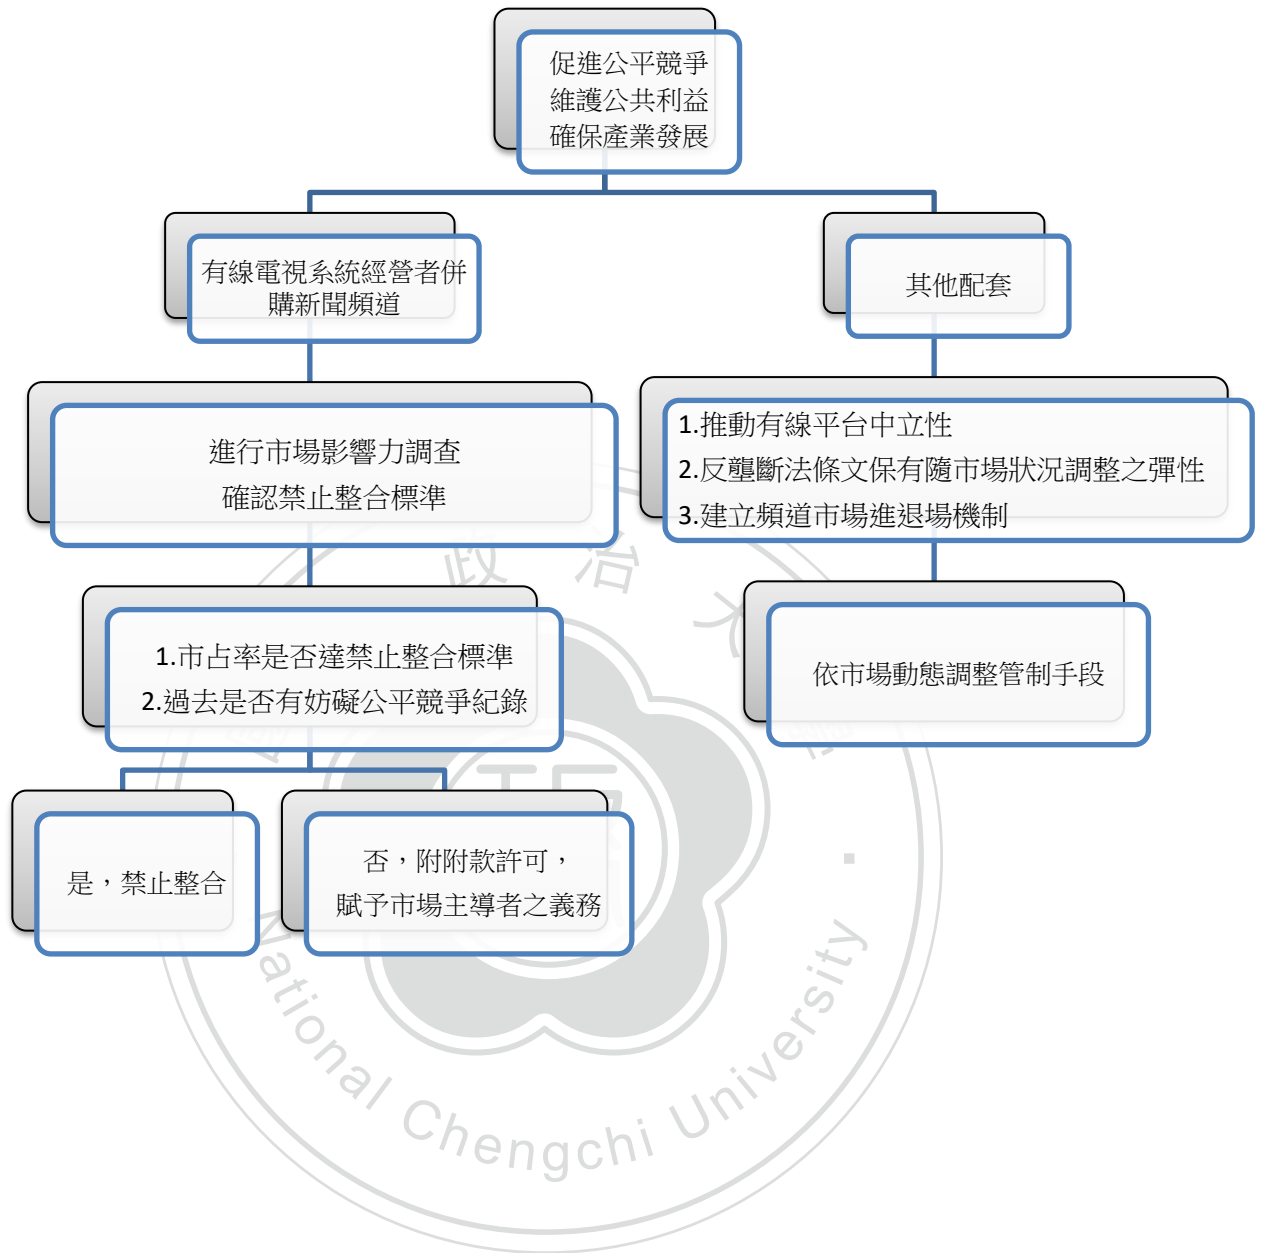 促進公平競爭
維護公共利益
確保產業發展
有線電視系統經營者併
購新聞頻道
其他配套
進行市場影響力調查
確認禁止整合標準
1.推動有線平台中立性
2.反壟斷法條文保有隨市場狀況調整之彈性
3.建立頻道市場進退場機制
1.市占率是否達禁止整合標準
2.過去是否有妨礙公平競爭紀錄
依市場動態調整管制手段
是，禁止整合
否，附附款許可，
賦予市場主導者之義務
政治大
National Chengchi University